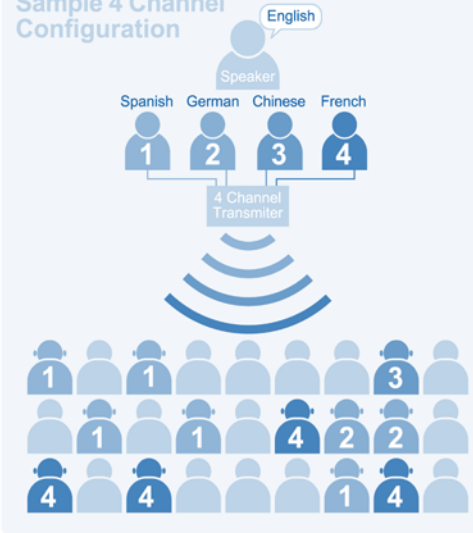 Sample 4 Channel
Configuration
English
Speaker
Spanish German Chinese French
1 2 3 4
4 Channel
Transmiter
1 1 3
1 1 4 2 2
4 4 1 4